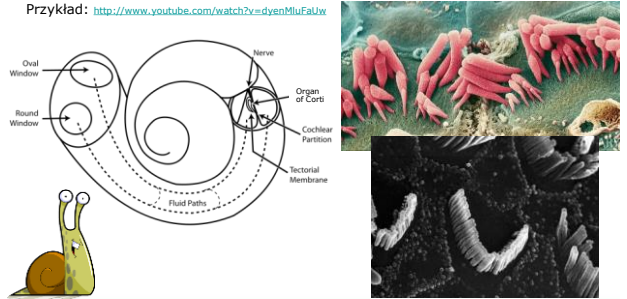 Przykład: http://www.youtube.com/watch?v=dyenMluFaUw
Nerve
Oval
Window
Organ
of Corti
Round
Window
Cochlear
Partition
Tectorial
Membrane
Fluid Paths